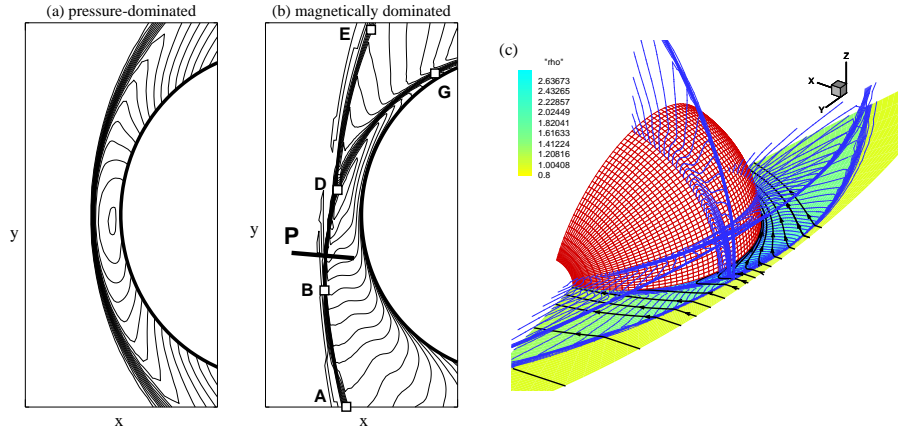 (a) pressure-dominated
y
x
(b) magnetically dominated
E
G
D
P
y
B
A
x
(c)
"rho"
2.63673
2.43265
2.22857
2.02449
1.82041
1.61633
1.41224
1.20816
1.00408
0.8
Z
X
Y